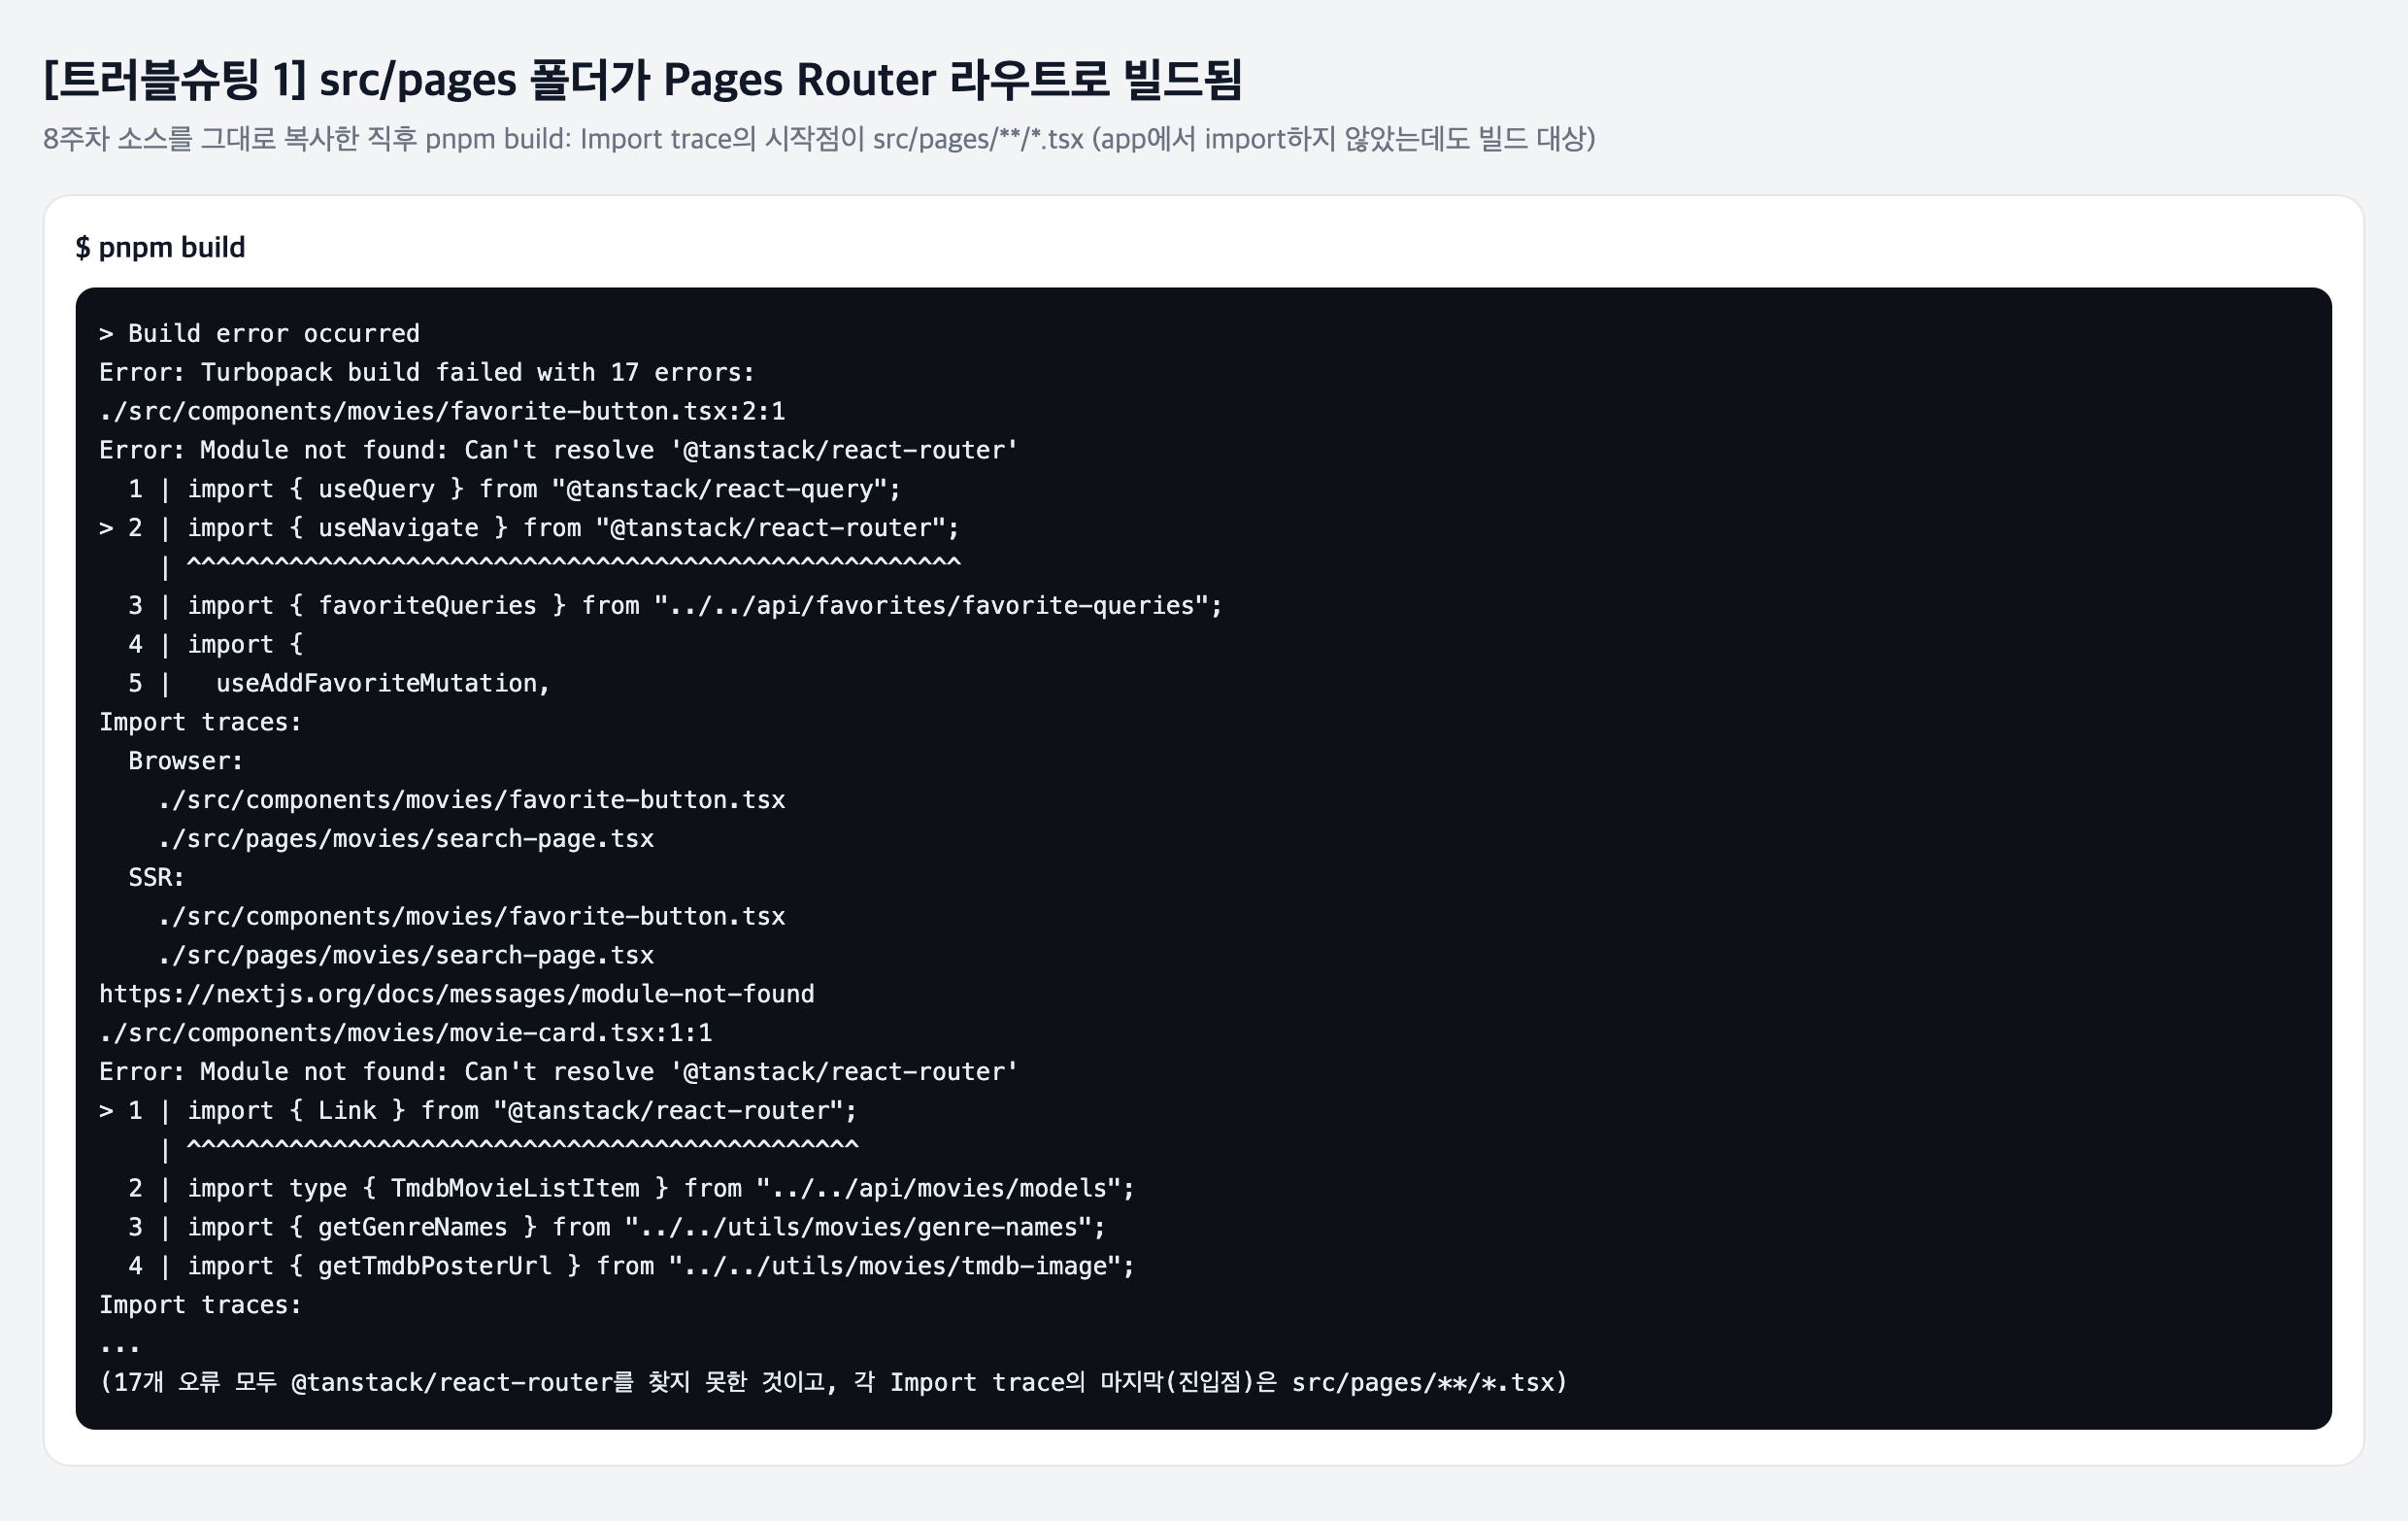 [트러블슈팅 1] src/pages 폴더가 Pages Router 라우트로 빌드됨
8주차 소스를 그대로 복사한 직후 pnpm build: Import trace의 시작점이 src/pages/**/*.tsx (app에서 import하지 않았는데도 빌드 대상)
$ pnpm build
> Build error occurred
Error: Turbopack build failed with 17 errors:
./src/components/movies/favorite-button.tsx:2:1
Error: Module not found: Can't resolve '@tanstack/react-router'
  1 | import { useQuery } from "@tanstack/react-query";
> 2 | import { useNavigate } from "@tanstack/react-router";
    | ^^^^^^^^^^^^^^^^^^^^^^^^^^^^^^^^^^^^^^^^^^^^^^^^^^^^^
  3 | import { favoriteQueries } from "../../api/favorites/favorite-queries";
  4 | import {
  5 |   useAddFavoriteMutation,
Import traces:
  Browser:
    ./src/components/movies/favorite-button.tsx
    ./src/pages/movies/search-page.tsx
  SSR:
    ./src/components/movies/favorite-button.tsx
    ./src/pages/movies/search-page.tsx
https://nextjs.org/docs/messages/module-not-found
./src/components/movies/movie-card.tsx:1:1
Error: Module not found: Can't resolve '@tanstack/react-router'
> 1 | import { Link } from "@tanstack/react-router";
    | ^^^^^^^^^^^^^^^^^^^^^^^^^^^^^^^^^^^^^^^^^^^^^^
  2 | import type { TmdbMovieListItem } from "../../api/movies/models";
  3 | import { getGenreNames } from "../../utils/movies/genre-names";
  4 | import { getTmdbPosterUrl } from "../../utils/movies/tmdb-image";
Import traces:
...
(17개 오류 모두 @tanstack/react-router를 찾지 못한 것이고, 각 Import trace의 마지막(진입점)은 src/pages/**/*.tsx)